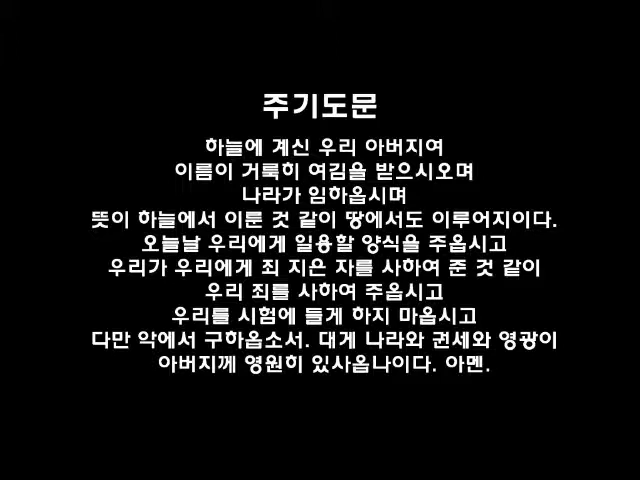 주기도문
하늘에 계신 우리 아버지여
이름이 거룩히 여김을 받으시오며
나라가 임하옵시며
뜻이 하늘에서 이룬 것 같이 땅에서도 이루어지이다.
오늘날 우리에게 일용할 양식을 주옵시고
우리가 우리에게 죄 지은 자를 사하여 준 것 같이
우리 죄를 사하여 주옵시고
우리를 시험에 들게 하지 마옵시고
다만 악에서 구하옵소서. 대게 나라와 권세와 영광이
아버지께 영원히 있사옵나이다. 아멘.